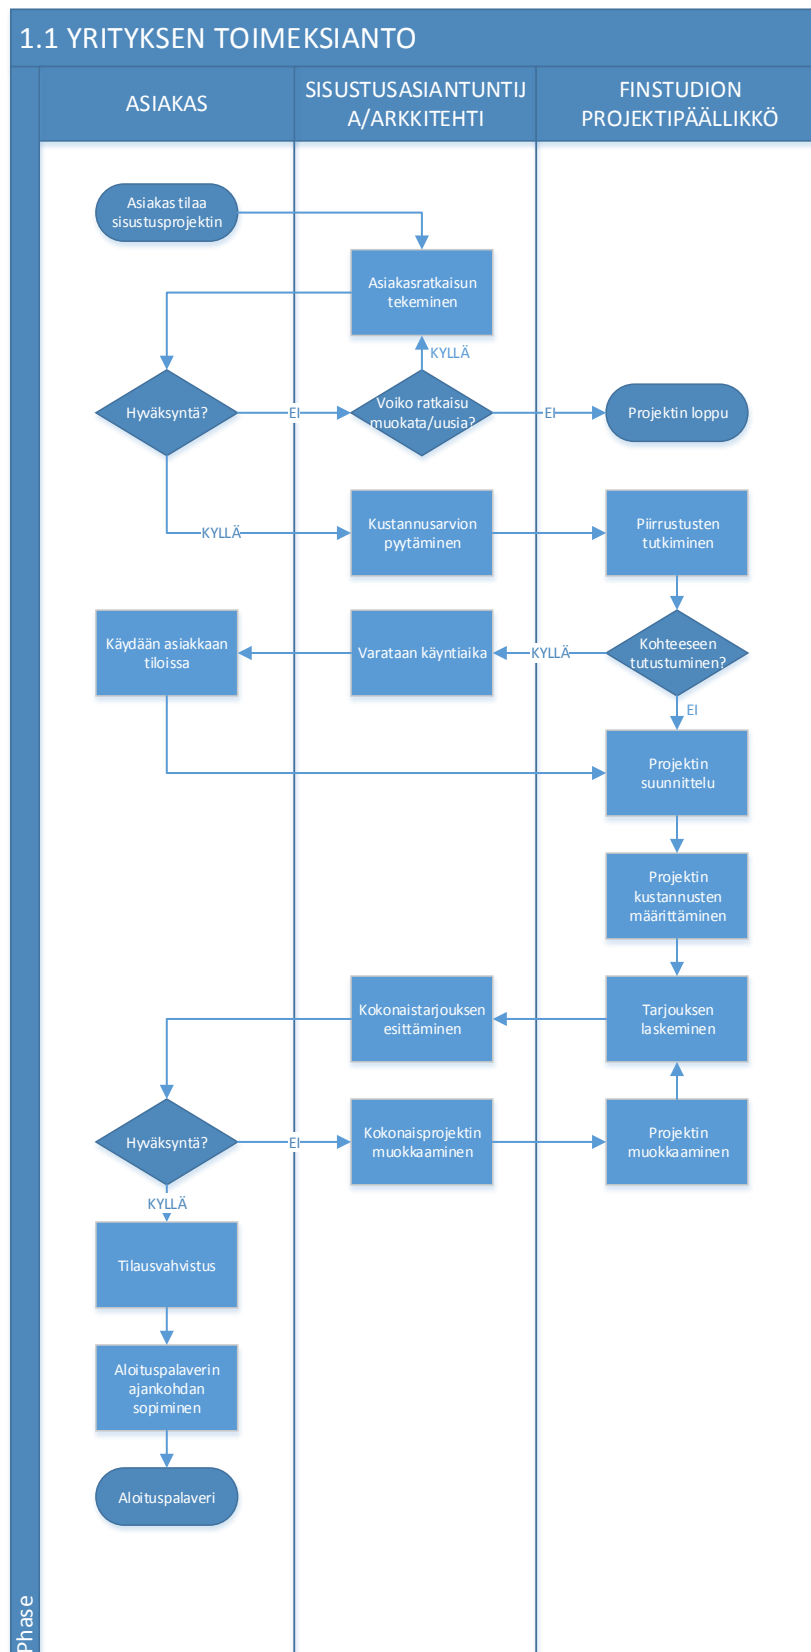 1.1 YRITYKSEN TOIMEKSIANTO
ASIAKAS
SISUSTUSASIANTUNTIJ
A/ARKKITEHTI
FINSTUDION
PROJEKTIPÄÄLLIKKÖ
Asiakas tilaa
sisustusprojektin
Asiakasratkaisun
tekeminen
KYLLÄ
Hyväksyntä?
EI
Voiko ratkaisu
muokata/uusia?
EI
Projektin loppu
KYLLÄ
Kustannusarvion
pyytäminen
Piirrustusten
tutkiminen
Käydään asiakkaan
tiloissa
Varataan käyntiaika
KYLLÄ
Kohteeseen
tutustuminen?
EI
Projektin
suunnittelu
Projektin
kustannusten
määrittäminen
Kokonaistarjouksen
esittäminen
Tarjouksen
laskeminen
Hyväksyntä?
EI
Kokonaisprojektin
muokkaaminen
Projektin
muokkaaminen
KYLLÄ
Tilausvahvistus
Aloituspalaverin
ajankohdan
sopiminen
Aloituspalaveri
Phase